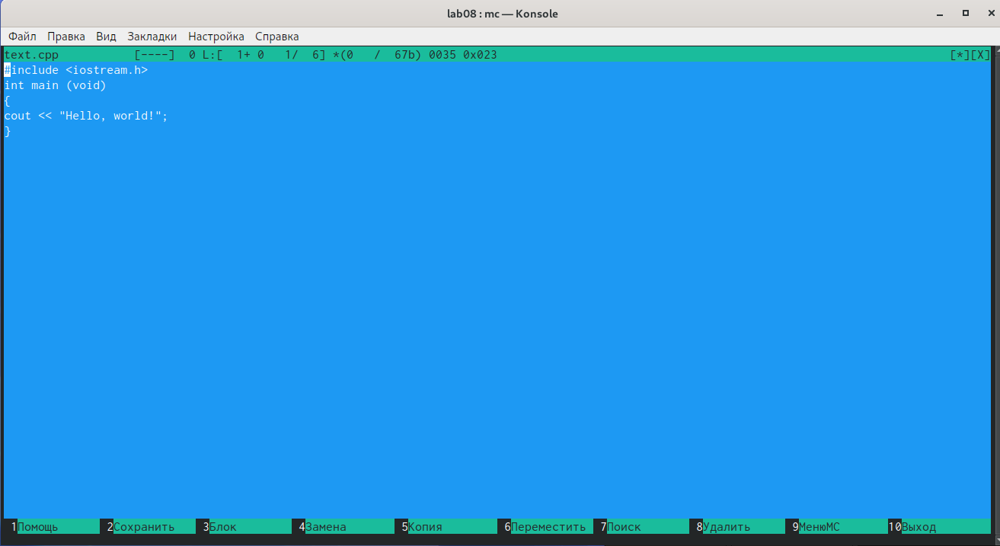 lab08 : mc — Konsole
Файл Правка Вид Закладки Настройка Справка
text.cpp [----] 0 L:[ 1+ 0 1/ 6] *(0 / 67b) 0035 0x023 [*][X]
#include <iostream.h>
int main (void)
{
cout << "Hello, world!";
}
1Помощь 2Сохранить 3Блок 4Замена 5Копия 6Переместить 7Поиск 8Удалить 9МенюMC 10Выход